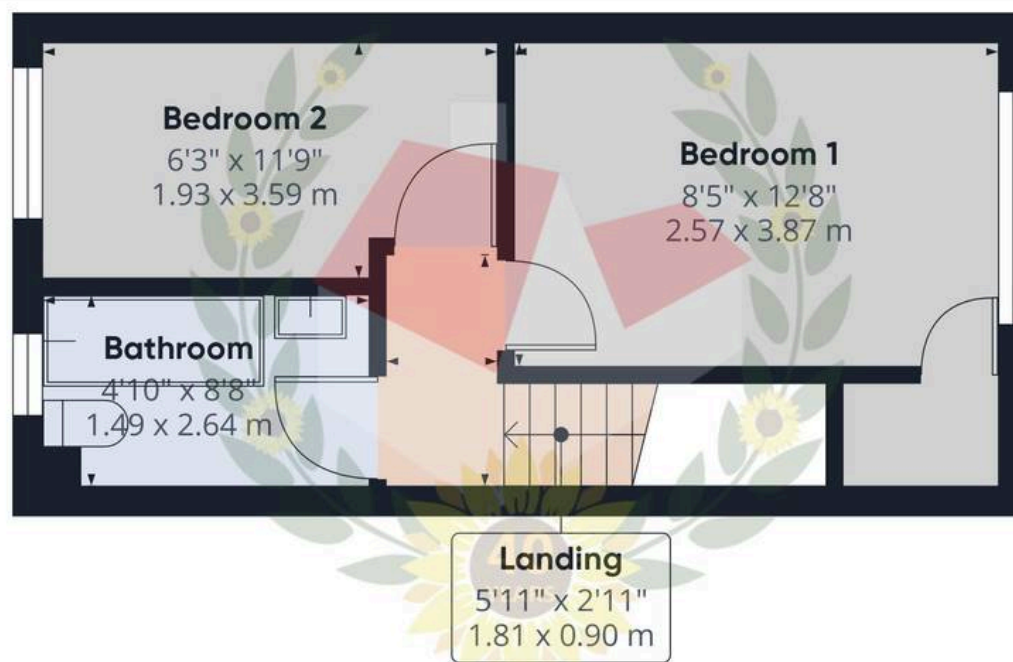 Bedroom 2
6'3" x 11'9"
1.93 x 3.59 m
Bedroom 1
8'5" x 12'8"
2.57 x 3.87 m
Bathroom
4'10" x 8'8"
1.49 x 2.64 m
Landing
5'11" x 2'11"
1.81 x 0.90 m
40